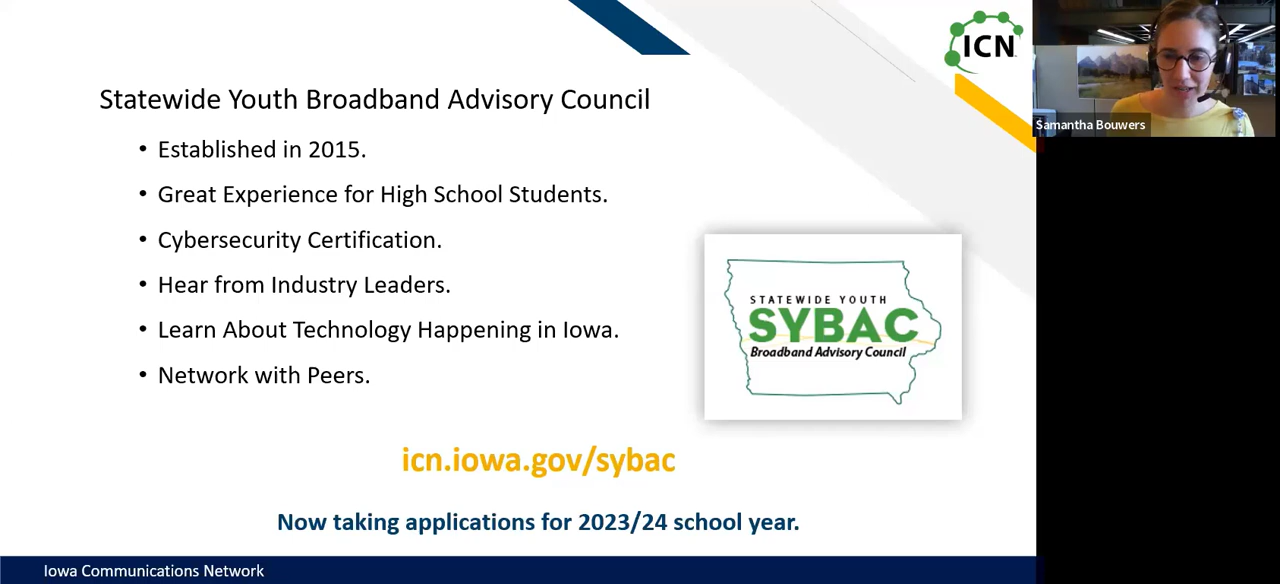 ICN
Samantha Bouwers
Statewide Youth Broadband Advisory Council
• Established in 2015.
• Great Experience for High School Students.
• Cybersecurity Certification.
• Hear from Industry Leaders.
• Learn About Technology Happening in Iowa.
• Network with Peers.
STATEWIDE YOUTH
SYBAC
Broadband Advisory Council
icn.iowa.gov/sybac
Now taking applications for 2023/24 school year.
Iowa Communications Network